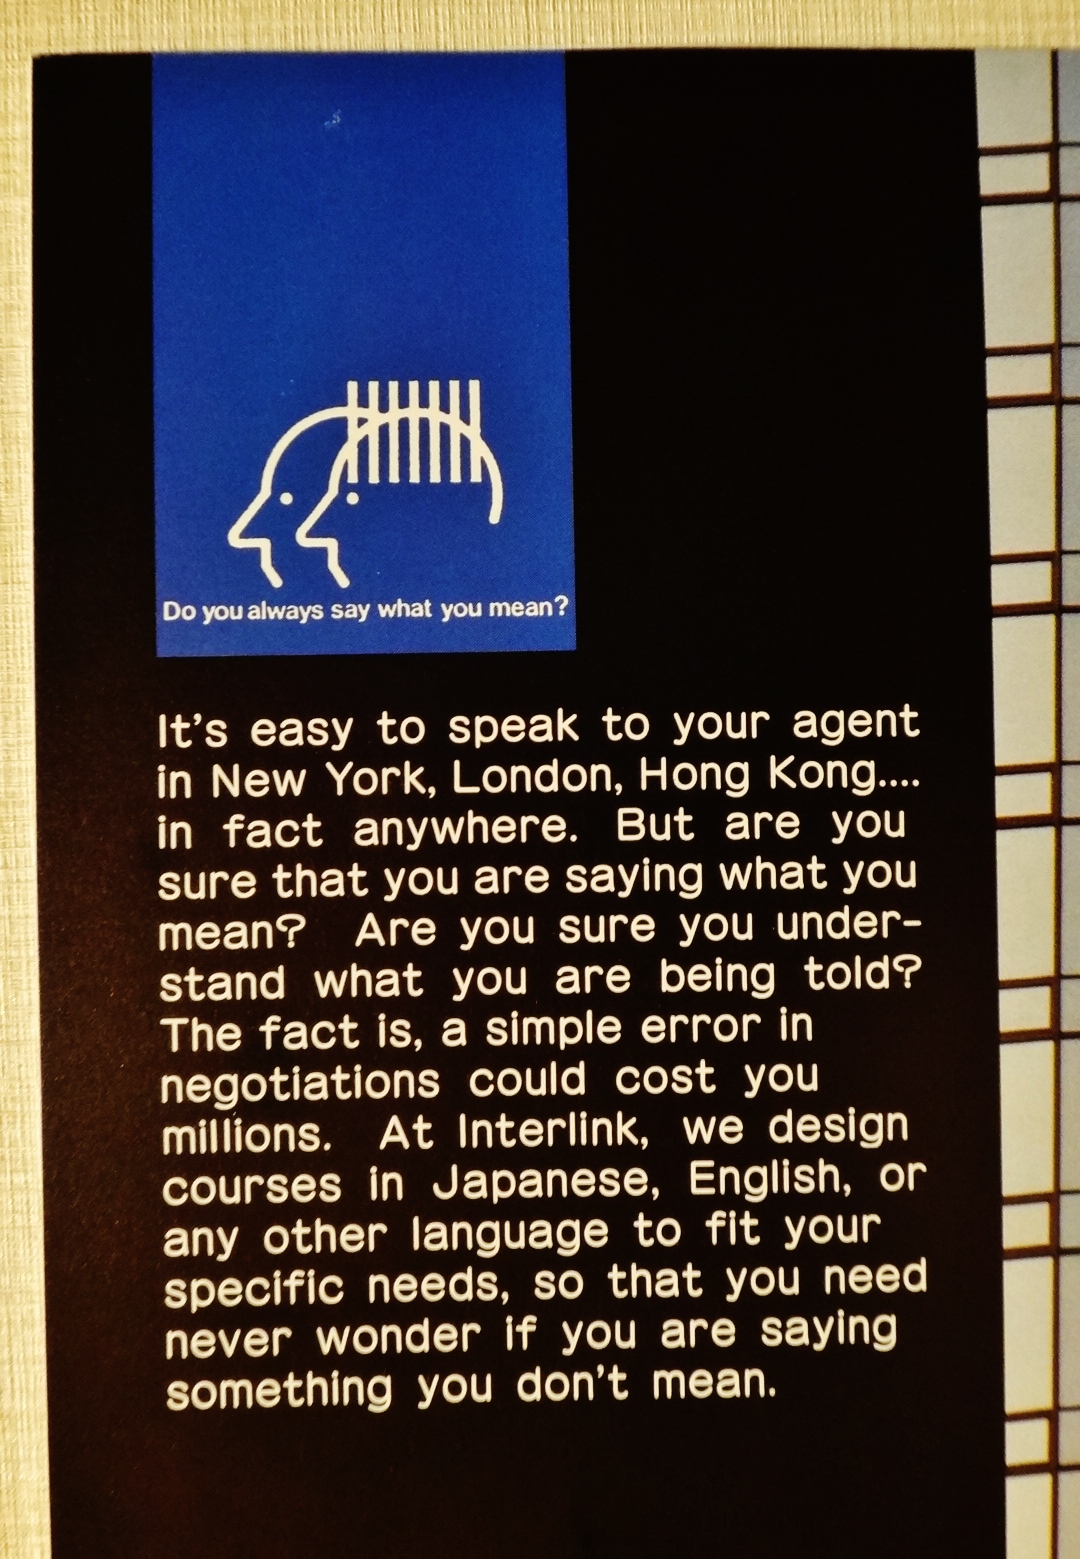 Do you always say what you mean?
It's easy to speak to your agent
in New York, London, Hong Kong....
in fact anywhere. But are you
sure that you are saying what you
mean? Are you sure you under-
stand what you are being told?
The fact is, a simple error in
negotiations could cost you
millions. At Interlink, we design
courses in Japanese, English, or
any other language to fit your
specific needs, so that you need
never wonder if you are saying
something you don't mean.